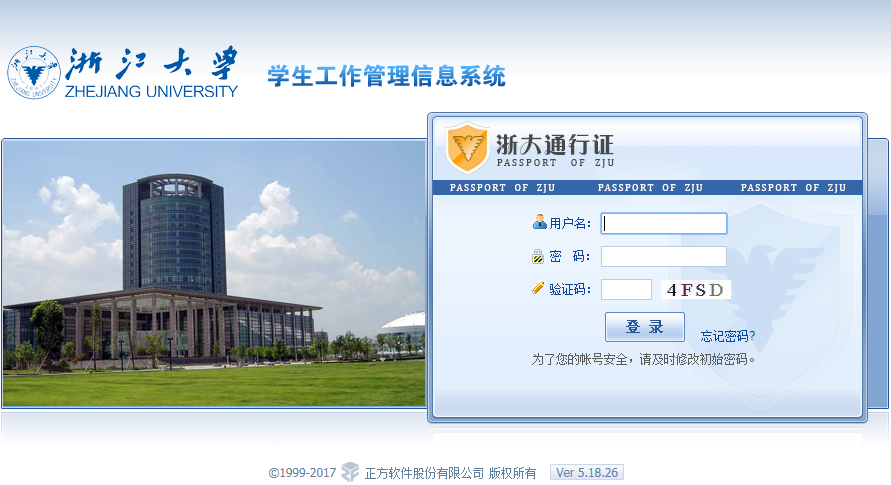 浙江大学
ZHEJIANG UNIVERSITY
学生工作管理信息系统
浙大通行证
PASSPORT OF ZJU
PASSPORT OF ZJU PASSPORT OF ZJU PASSPORT OF ZJU
用户名:
密 码:
验证码: 4FSD
登 录 忘记密码?
为了您的帐号安全,请及时修改初始密码。
©1999-2017 正方软件股份有限公司 版权所有 Ver 5.18.26